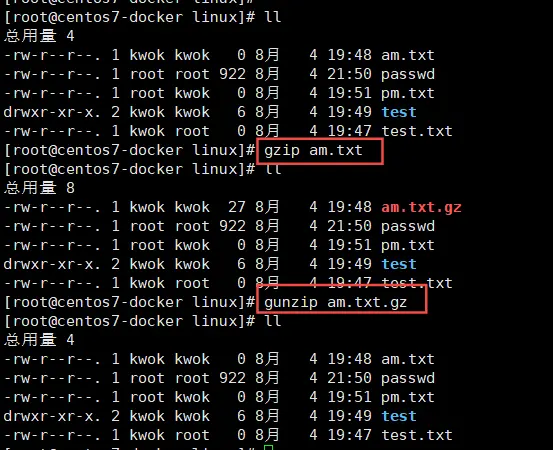 [root@centos7-docker linux]#
[root@centos7-docker linux]# ll
总用量 4
-rw-r--r--. 1 kwok kwok   0 8月   4 19:48 am.txt
-rw-r--r--. 1 root root 922 8月   4 21:50 passwd
-rw-r--r--. 1 root kwok   0 8月   4 19:51 pm.txt
drwxr-xr-x. 2 kwok kwok   6 8月   4 19:49 test
-rw-r--r--. 1 kwok root   0 8月   4 19:47 test.txt
[root@centos7-docker linux]# gzip am.txt
[root@centos7-docker linux]# ll
总用量 8
-rw-r--r--. 1 kwok kwok  27 8月   4 19:48 am.txt.gz
-rw-r--r--. 1 root root 922 8月   4 21:50 passwd
-rw-r--r--. 1 root kwok   0 8月   4 19:51 pm.txt
drwxr-xr-x. 2 kwok kwok   6 8月   4 19:49 test
-rw-r--r--. 1 kwok root   0 8月   4 19:47 test.txt
[root@centos7-docker linux]# gunzip am.txt.gz
[root@centos7-docker linux]# ll
总用量 4
-rw-r--r--. 1 kwok kwok   0 8月   4 19:48 am.txt
-rw-r--r--. 1 root root 922 8月   4 21:50 passwd
-rw-r--r--. 1 root kwok   0 8月   4 19:51 pm.txt
drwxr-xr-x. 2 kwok kwok   6 8月   4 19:49 test
-rw-r--r--. 1 kwok root   0 8月   4 19:47 test.txt
[root@centos7-docker linux]#